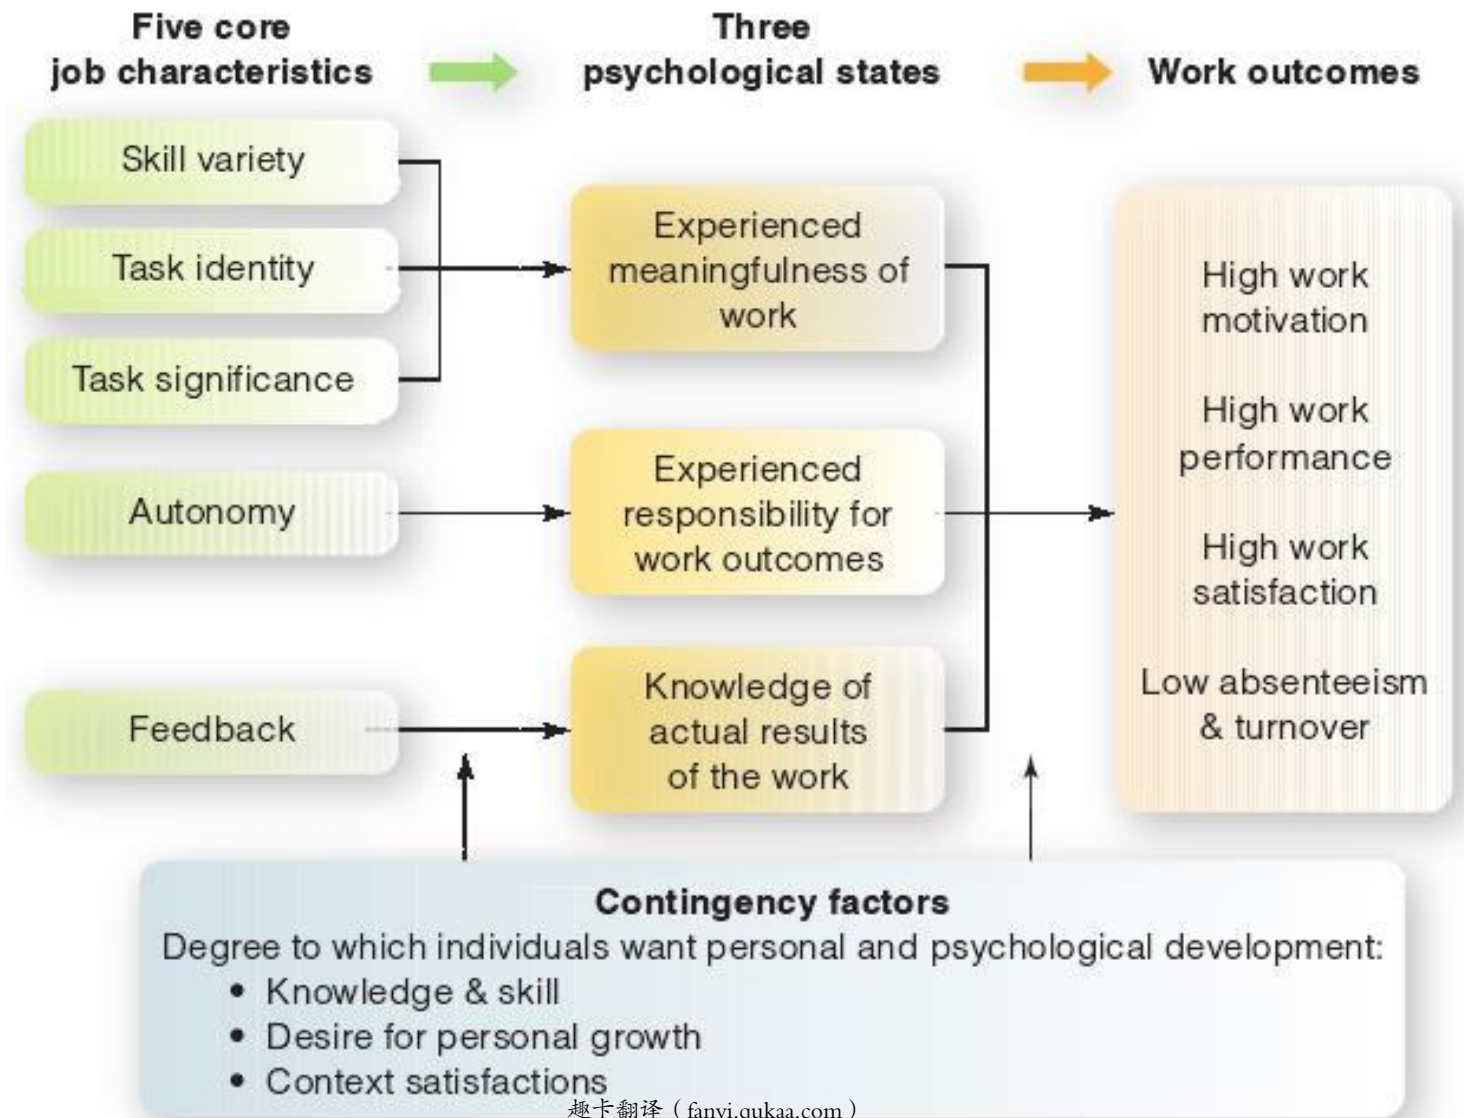 Five core
job characteristics
Three
psychological states
Work outcomes
Skill variety
Task identity
Task significance
Autonomy
Feedback
Experienced
meaningfulness of
work
Experienced
responsibility for
work outcomes
Knowledge of
actual results
of the work
High work
motivation
High work
performance
High work
satisfaction
Low absenteeism
& turnover
Contingency factors
Degree to which individuals want personal and psychological development:
• Knowledge & skill
• Desire for personal growth
• Context satisfactions
趣卡翻译（fanyi.qukaa.com）